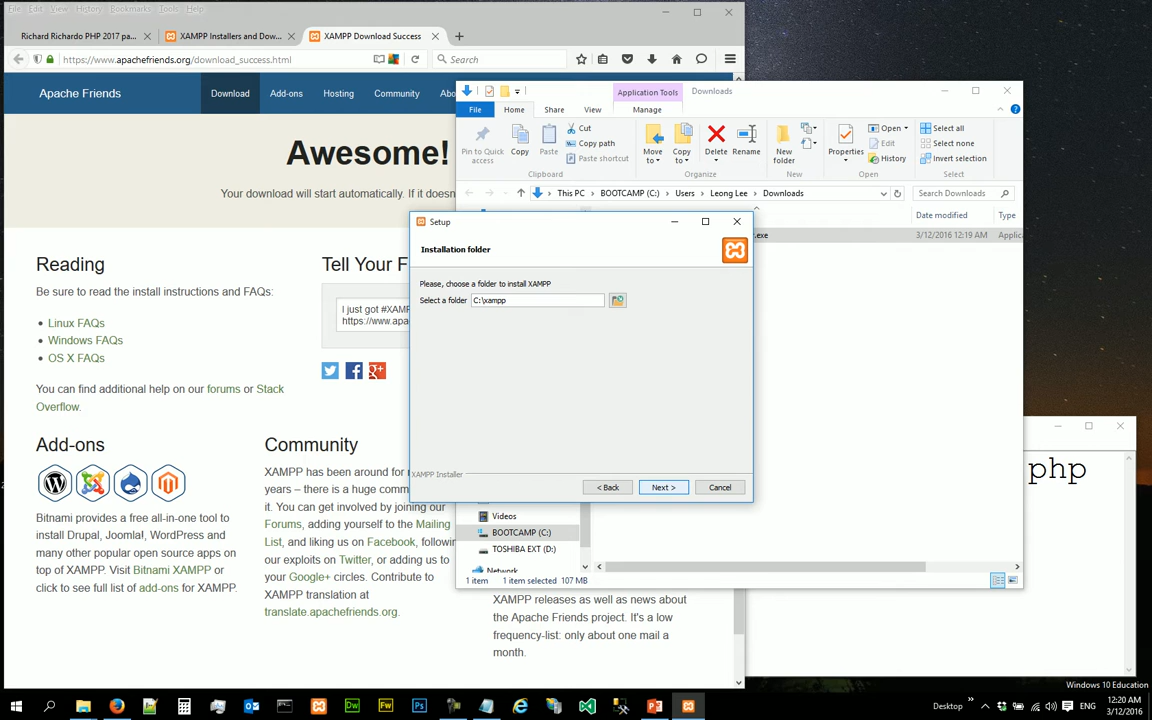 File Edit View History Bookmarks Tools Help
Richard Richardo PHP 2017 pa...
XAMPP Installers and Dow...
XAMPP Download Success
https://www.apachefriends.org/download_success.html
Search
Apache Friends
Download
Add-ons
Hosting
Community
Abo
Awesome!
Your download will start automatically. If it doesn
Reading
Be sure to read the install instructions and FAQs:
Linux FAQs
Windows FAQs
OS X FAQs
You can find additional help on our forums or Stack
Overflow.
Tell Your F
I just got #XAMP
https://www.apa
Add-ons
Bitnami provides a free all-in-one tool to
install Drupal, Joomla!, WordPress and
many other popular open source apps on
top of XAMPP. Visit Bitnami XAMPP or
click to see full list of add-ons for XAMPP.
Community
XAMPP has been around for
years – there is a huge comm
it. You can get involved by joining our
Forums, adding yourself to the Mailing
List, and liking us on Facebook, followin
our exploits on Twitter, or adding us to
your Google+ circles. Contribute to
XAMPP translation at
translate.apachefriends.org.
XAMPP releases as well as news about
the Apache Friends project. It's a low
frequency-list: only about one mail a
month.
Application Tools
Downloads
File
Home
Share
View
Manage
Pin to Quick
access
Copy
Paste
Cut
Copy path
Paste shortcut
Clipboard
Move
to
Copy
to
Delete
Rename
Organize
New
folder
New
Properties
Open
Edit
History
Open
Select all
Select none
Invert selection
Select
This PC > BOOTCAMP (C:) > Users > Leong Lee > Downloads
Search Downloads
Date modified
Type
.exe
3/12/2016 12:19 AM
Applic
Videos
BOOTCAMP (C:)
TOSHIBA EXT (D:)
Network
1 item
1 item selected 107 MB
Setup
Installation folder
Please, choose a folder to install XAMPP
Select a folder
C:\xampp
XAMPP Installer
< Back
Next >
Cancel
php
Windows 10 Education
Desktop
ENG
12:20 AM
3/12/2016